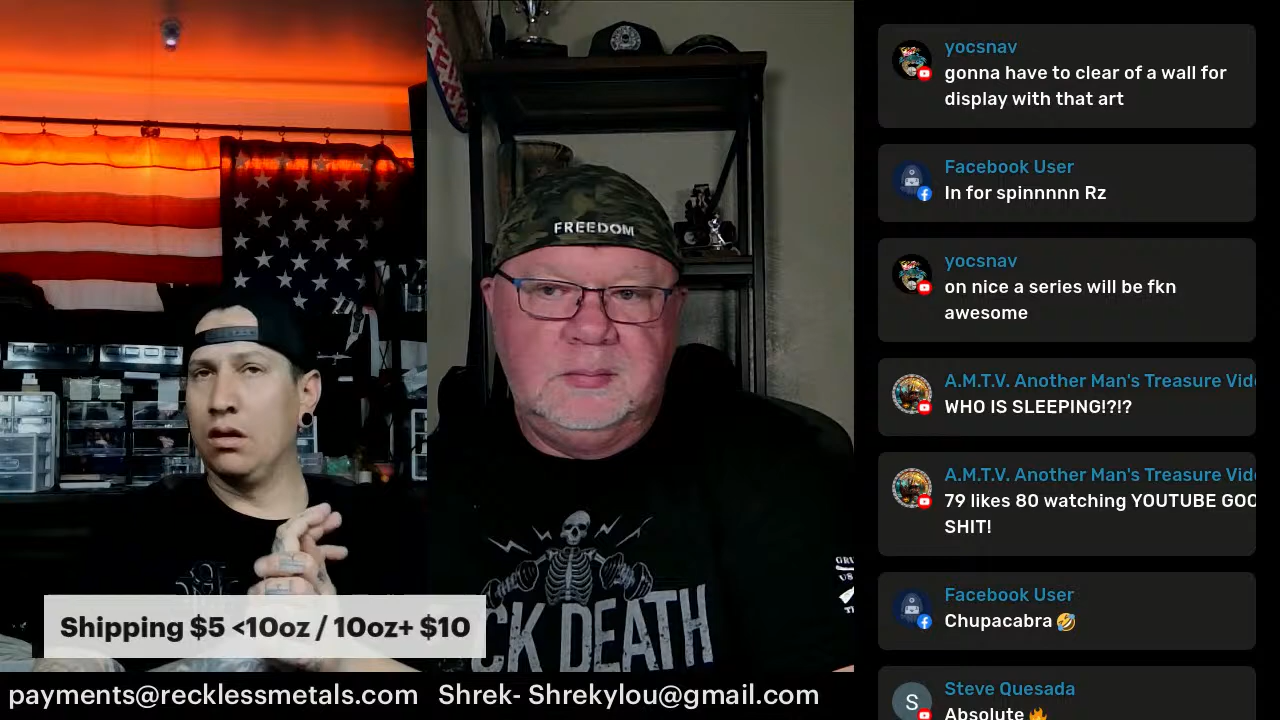 yocsnav
gonna have to clear of a wall for
display with that art
Facebook User
In for spinnnnn Rz
yocsnav
on nice a series will be fkn
awesome
A.M.T.V. Another Man's Treasure Vid
WHO IS SLEEPING!?!?
A.M.T.V. Another Man's Treasure Vid
79 likes 80 watching YOUTUBE GOO
SHIT!
Facebook User
Chupacabra 🤣
S
Steve Quesada
Absolute 🔥
FREEDOM
CK DEATH
GRU
US
Shipping $5 <10oz / 10oz+ $10
payments@recklessmetals.com Shrek- Shrekylou@gmail.com